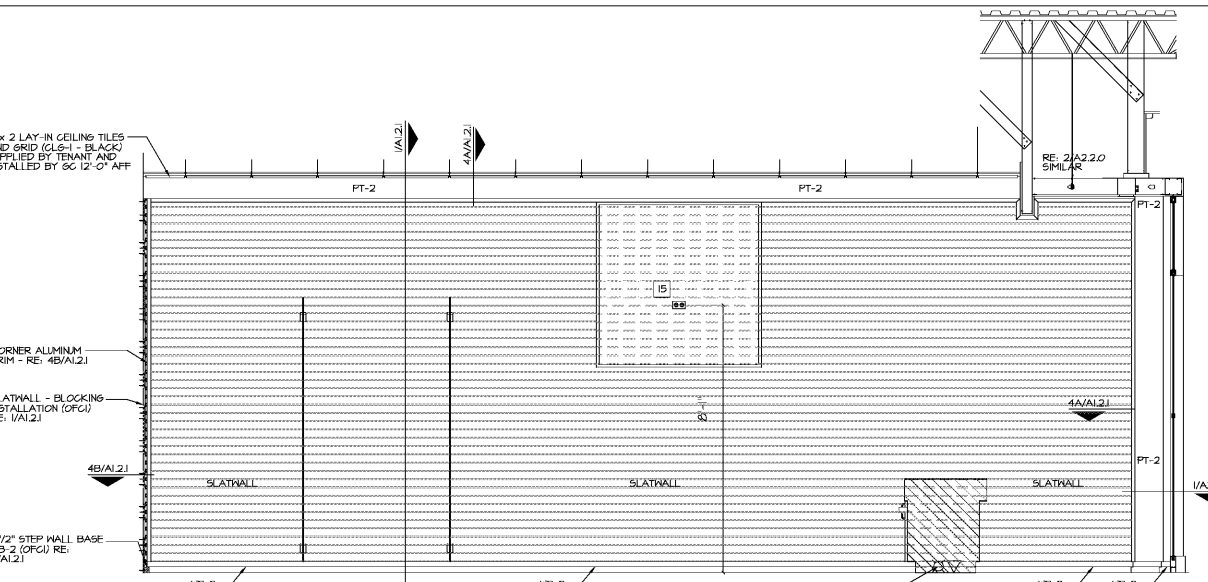 x 2 LAY-IN CEILING TILES
ND GRID (CLG-1 - BLACK)
PPLIED BY TENANT AND
STALLED BY GC 12'-0" AFF
1/A1.2.1
4A/A1.2.1
RE: 2/A2.2.0
SIMILAR
PT-2
PT-2
PT-2
15
ORNER ALUMINUM
RIM - RE: 4B/A1.2.1
LATWALL - BLOCKING
STALLATION (OFCI)
E: 1/A1.2.1
8'-1"
4A/A1.2.1
4B/A1.2.1
PT-2
SLATWALL
SLATWALL
SLATWALL
/2" STEP WALL BASE
B-2 (OFCI) RE:
/A1.2.1